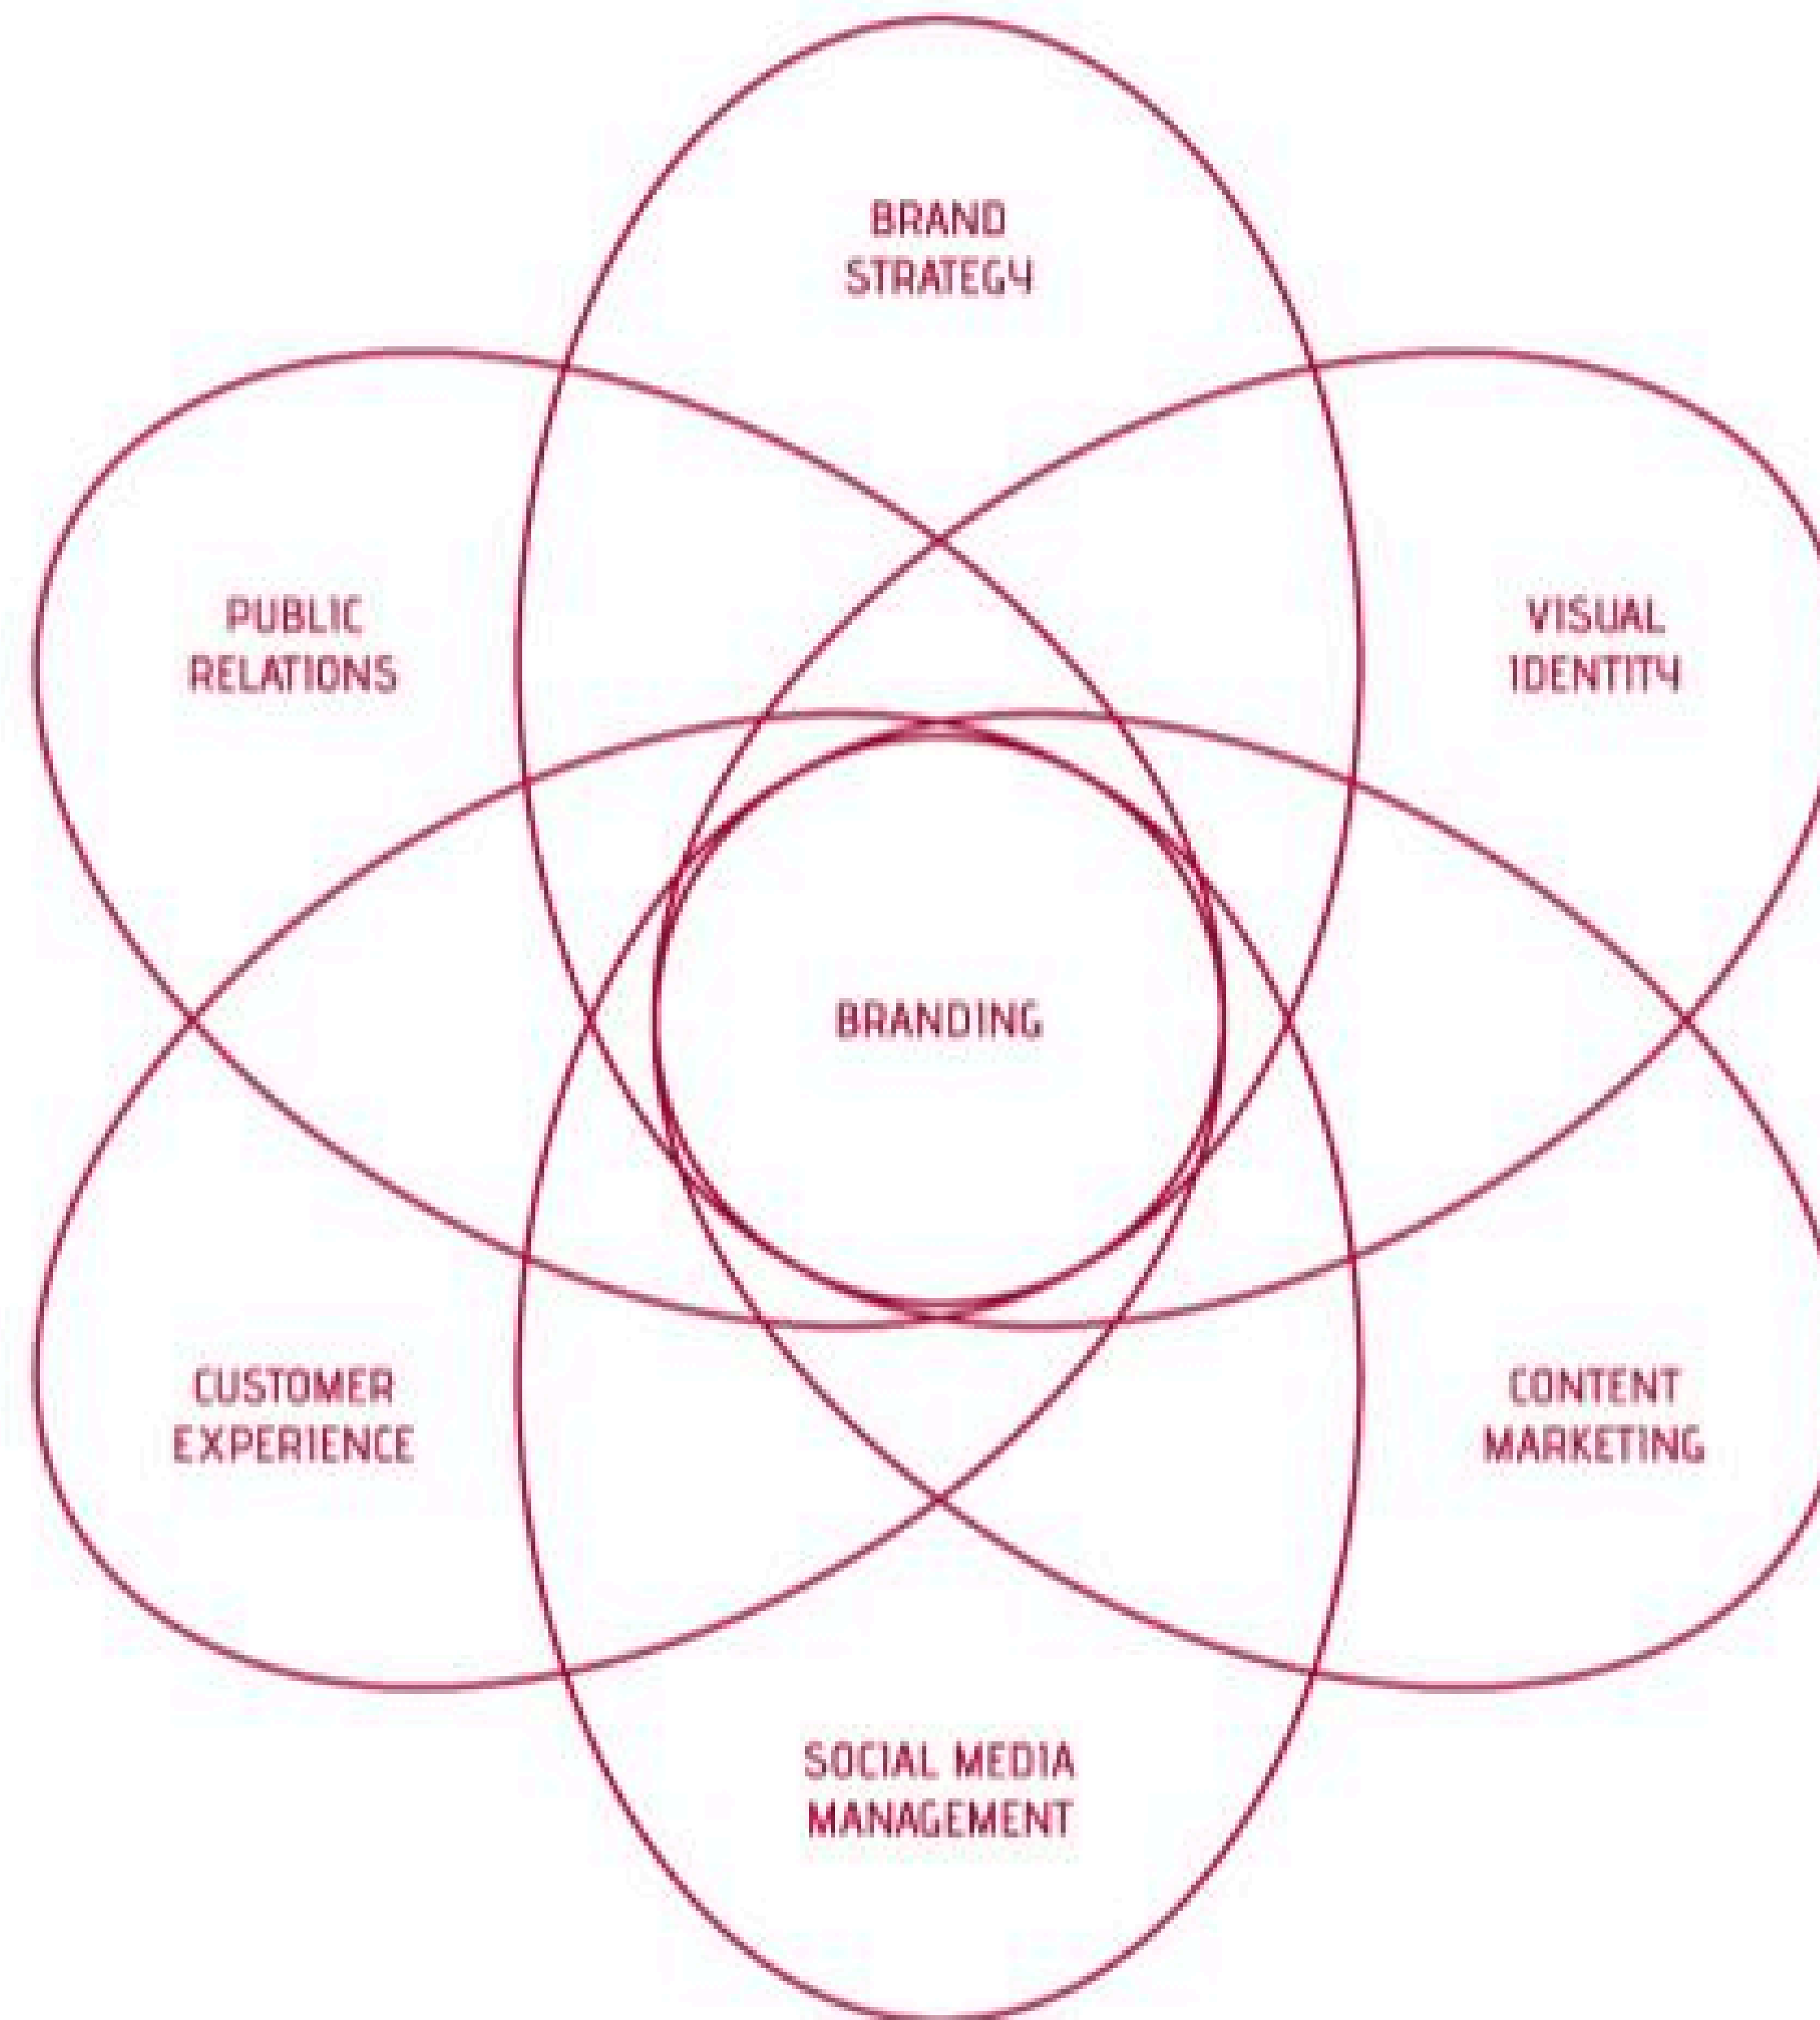 BRAND
STRATEGY
PUBLIC
RELATIONS
VISUAL
IDENTITY
BRANDING
CUSTOMER
EXPERIENCE
CONTENT
MARKETING
SOCIAL MEDIA
MANAGEMENT